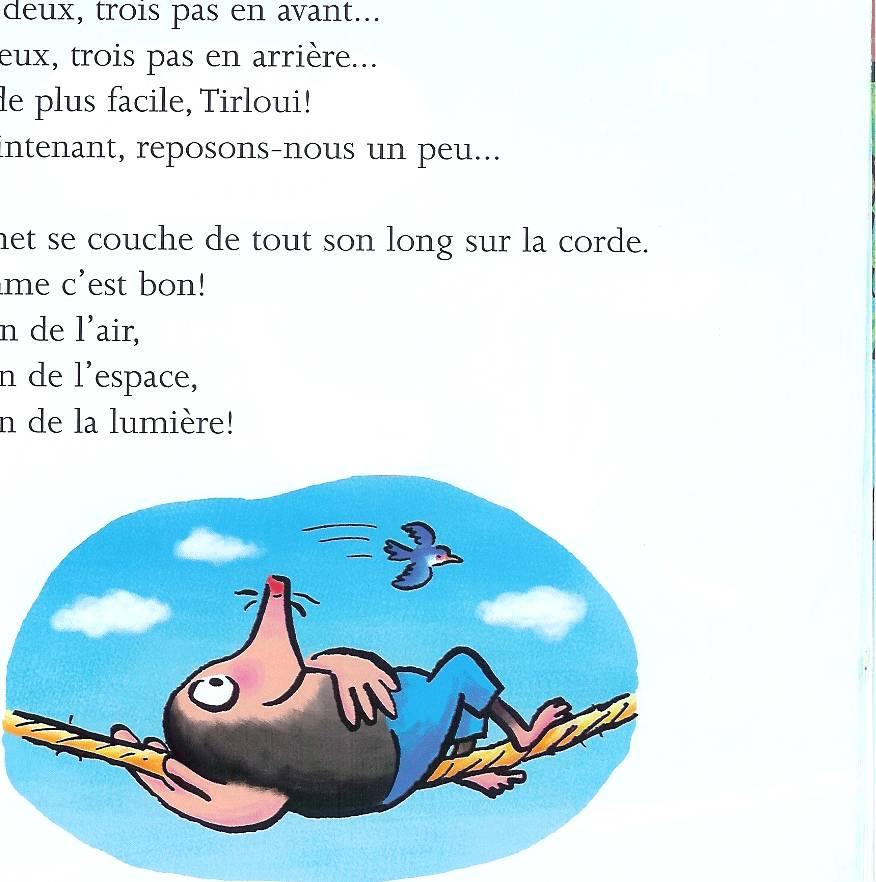 deux, trois pas en avant...
eux, trois pas en arrière...
de plus facile, Tirloui!
intenant, reposons-nous un peu...
net se couche de tout son long sur la corde.
me c'est bon!
n de l'air,
n de l'espace,
n de la lumière!